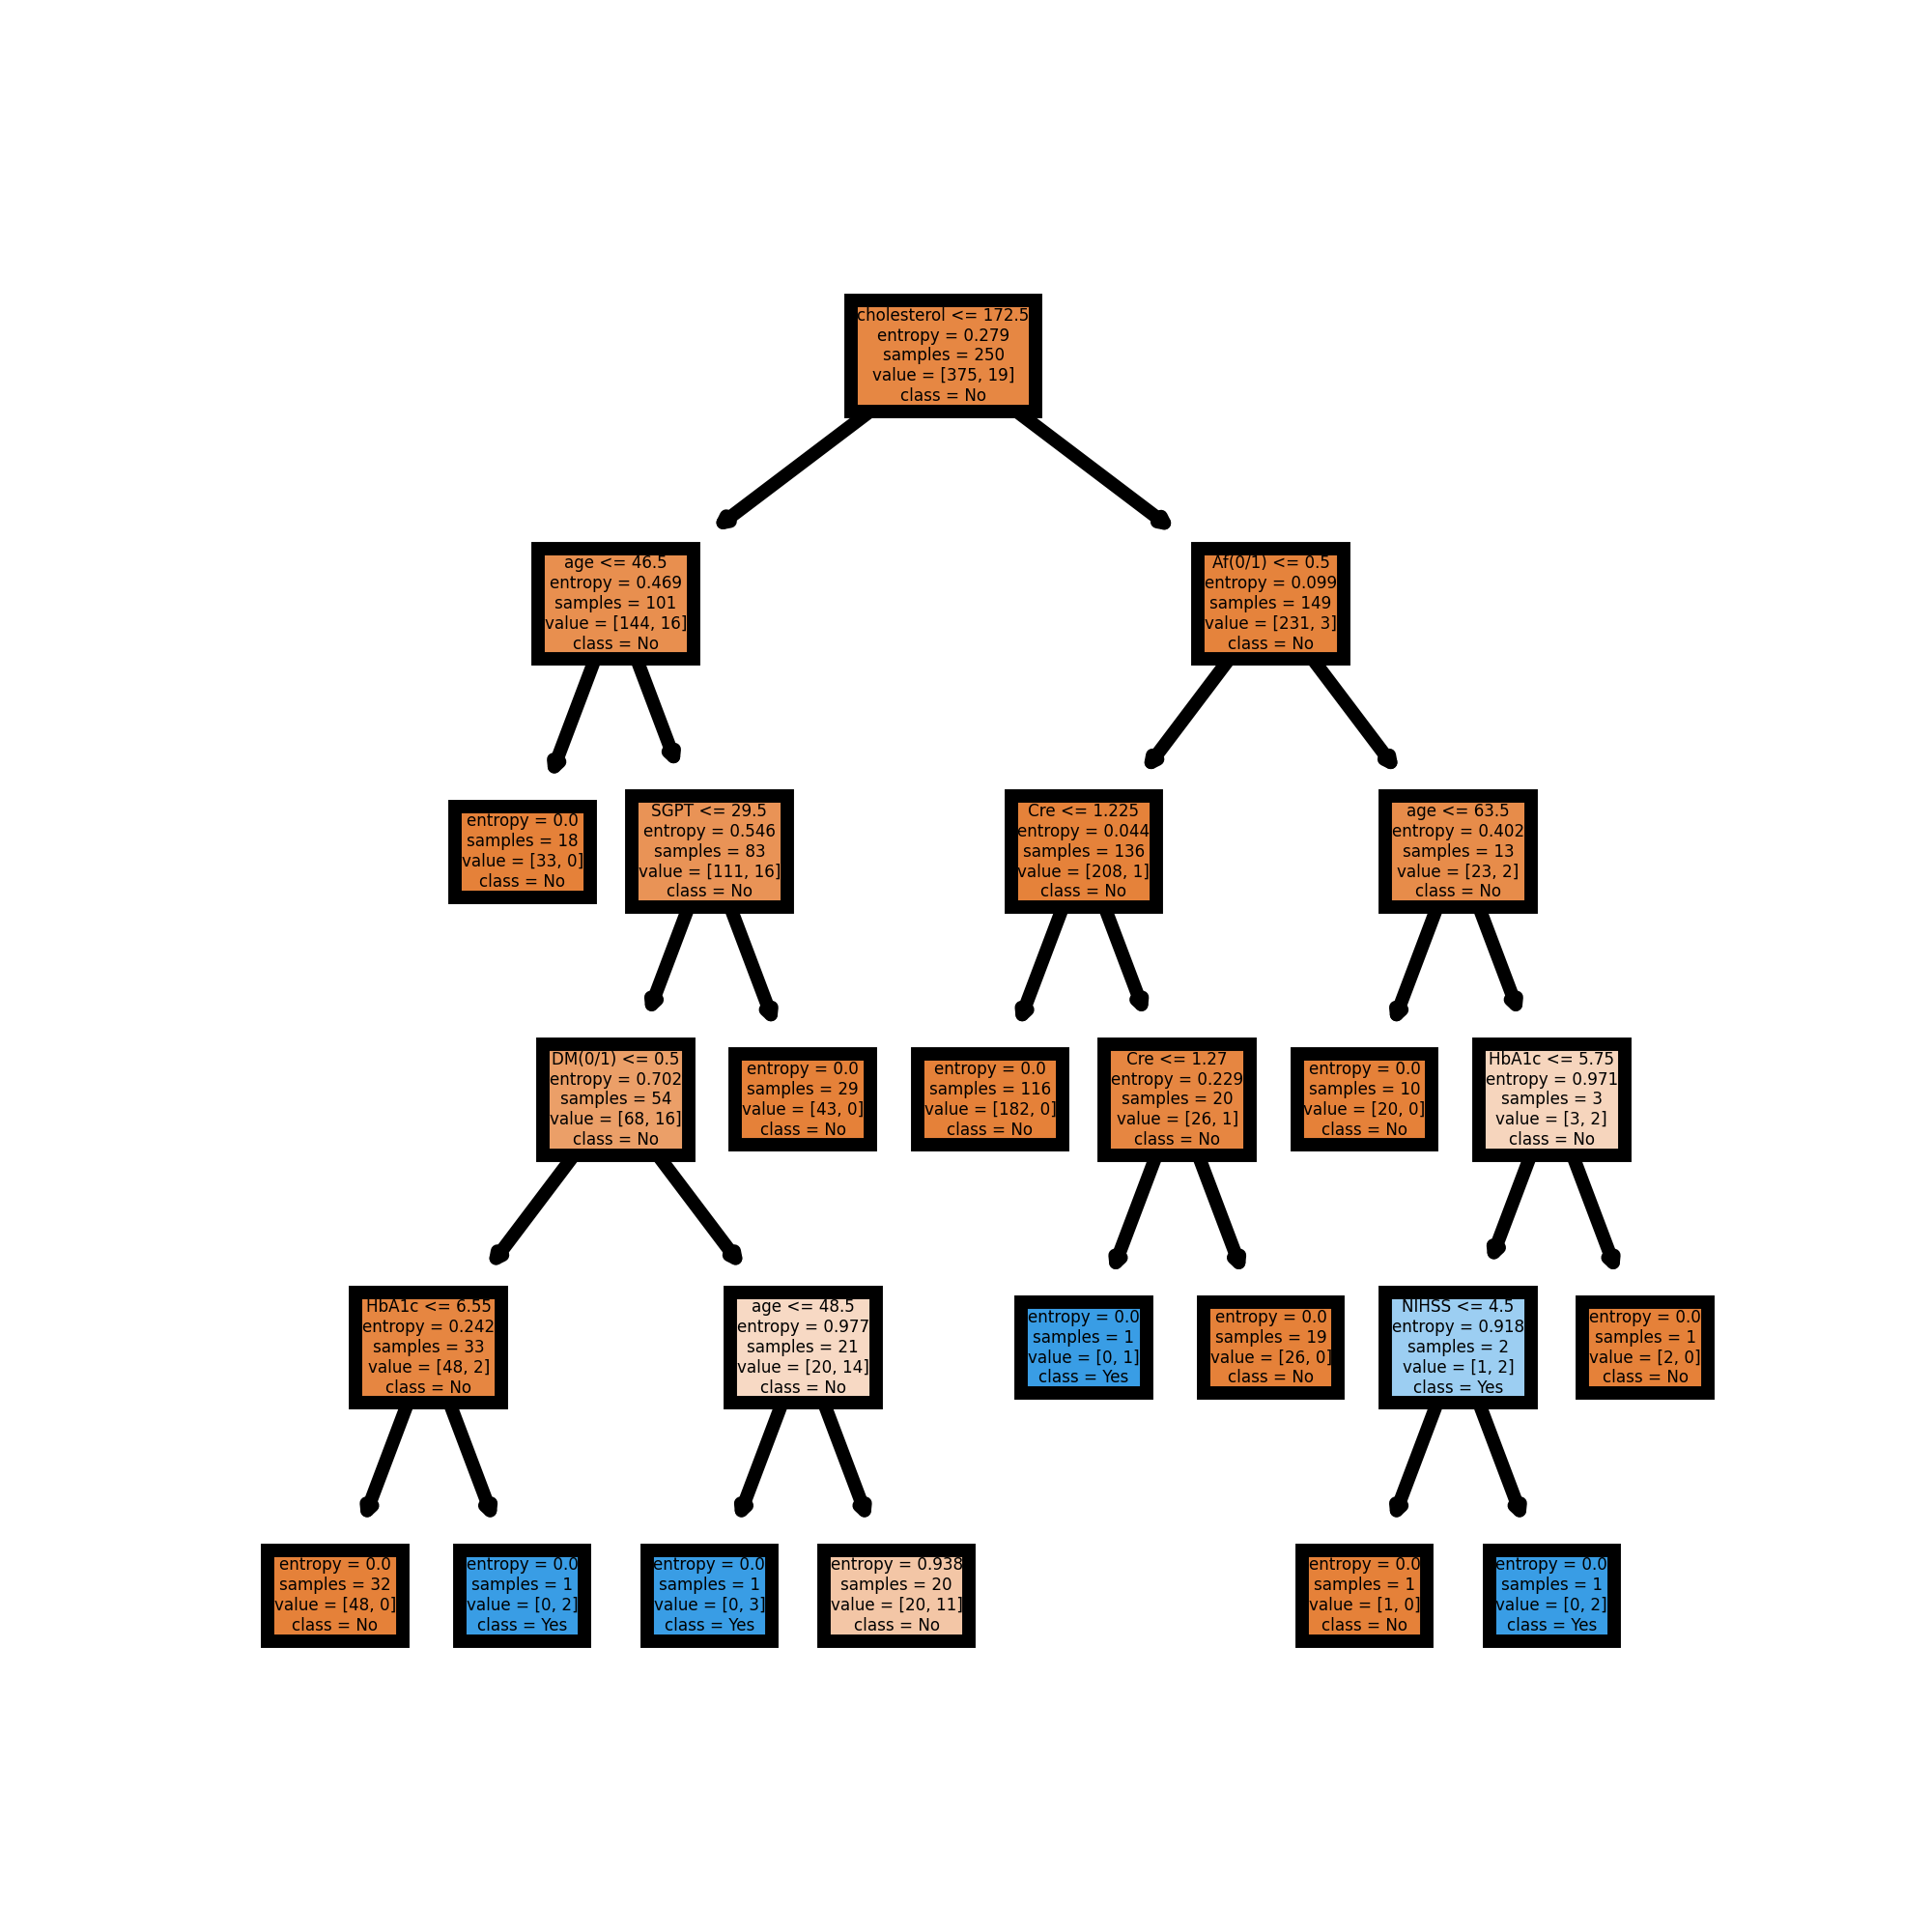 cholesterol <= 172.5
entropy = 0.279
samples = 250
value = [375, 19]
class = No
age <= 46.5
entropy = 0.469
samples = 101
value = [144, 16]
class = No
Af(0/1) <= 0.5
entropy = 0.099
samples = 149
value = [231, 3]
class = No
entropy = 0.0
samples = 18
value = [33, 0]
class = No
SGPT <= 29.5
entropy = 0.546
samples = 83
value = [111, 16]
class = No
Cre <= 1.225
entropy = 0.044
samples = 136
value = [208, 1]
class = No
age <= 63.5
entropy = 0.402
samples = 13
value = [23, 2]
class = No
DM(0/1) <= 0.5
entropy = 0.702
samples = 54
value = [68, 16]
class = No
entropy = 0.0
samples = 29
value = [43, 0]
class = No
entropy = 0.0
samples = 116
value = [182, 0]
class = No
Cre <= 1.27
entropy = 0.229
samples = 20
value = [26, 1]
class = No
entropy = 0.0
samples = 10
value = [20, 0]
class = No
HbA1c <= 5.75
entropy = 0.971
samples = 3
value = [3, 2]
class = No
HbA1c <= 6.55
entropy = 0.242
samples = 33
value = [48, 2]
class = No
age <= 48.5
entropy = 0.977
samples = 21
value = [20, 14]
class = No
entropy = 0.0
samples = 1
value = [0, 1]
class = Yes
entropy = 0.0
samples = 19
value = [26, 0]
class = No
NIHSS <= 4.5
entropy = 0.918
samples = 2
value = [1, 2]
class = Yes
entropy = 0.0
samples = 1
value = [2, 0]
class = No
entropy = 0.0
samples = 32
value = [48, 0]
class = No
entropy = 0.0
samples = 1
value = [0, 2]
class = Yes
entropy = 0.0
samples = 1
value = [0, 3]
class = Yes
entropy = 0.938
samples = 20
value = [20, 11]
class = No
entropy = 0.0
samples = 1
value = [1, 0]
class = No
entropy = 0.0
samples = 1
value = [0, 2]
class = Yes